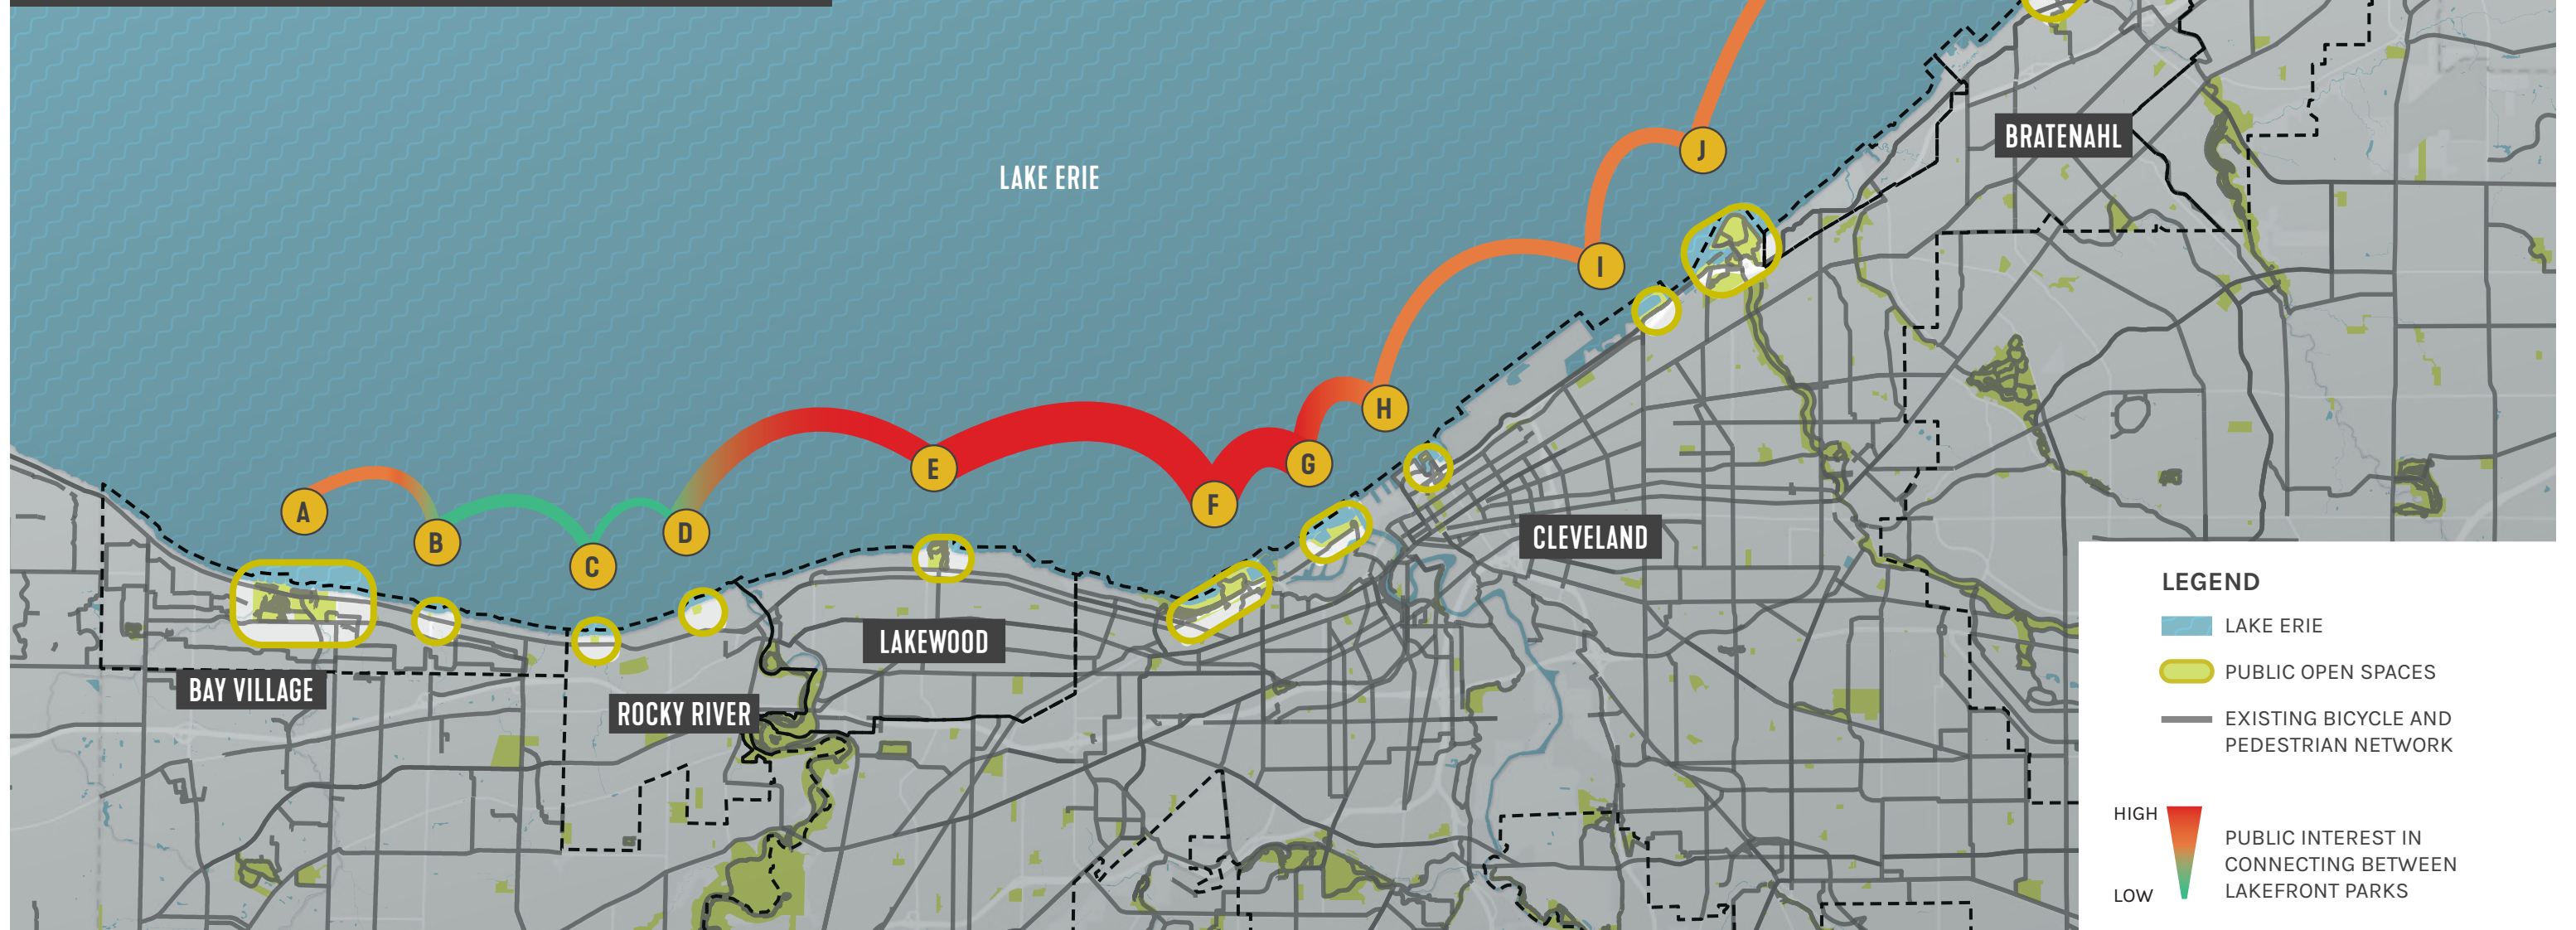 LAKE ERIE
BRATENAHL
J
I
H
G
F
E
D
C
B
A
CLEVELAND
LAKEWOOD
ROCKY RIVER
BAY VILLAGE
LEGEND
LAKE ERIE
PUBLIC OPEN SPACES
EXISTING BICYCLE AND
PEDESTRIAN NETWORK
HIGH
LOW
PUBLIC INTEREST IN
CONNECTING BETWEEN
LAKEFRONT PARKS